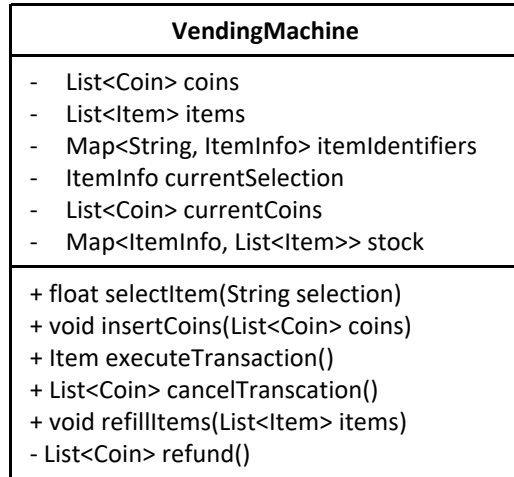 VendingMachine
- List<Coin> coins
- List<Item> items
- Map<String, ItemInfo> itemIdentifiers
- ItemInfo currentSelection
- List<Coin> currentCoins
- Map<ItemInfo, List<Item>> stock
+ float selectItem(String selection)
+ void insertCoins(List<Coin> coins)
+ Item executeTransaction()
+ List<Coin> cancelTranscation()
+ void refillItems(List<Item> items)
- List<Coin> refund()